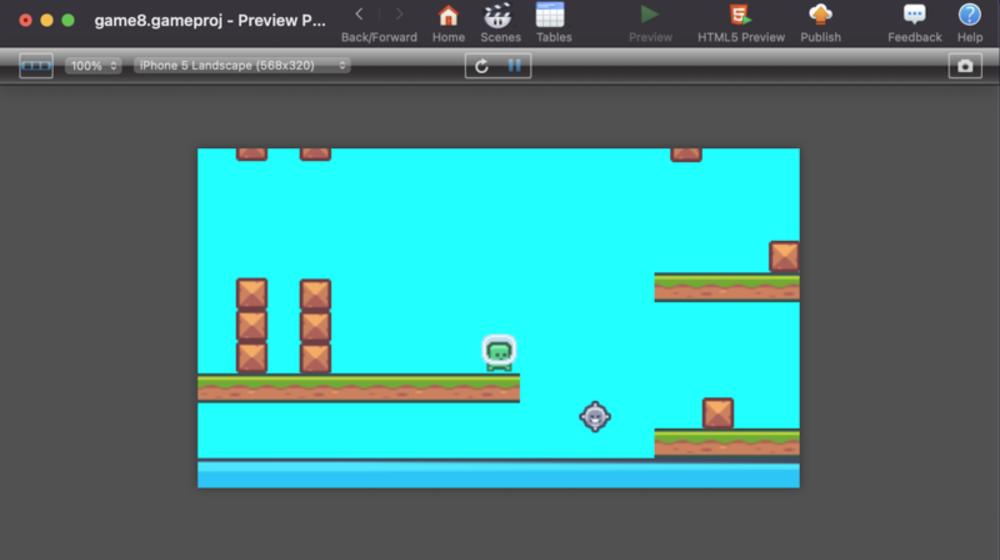 game8.gameproj - Preview P...
Back/Forward
Home
Scenes
Tables
Preview
HTML5 Preview
Publish
Feedback
Help
100%
iPhone 5 Landscape (568x320)